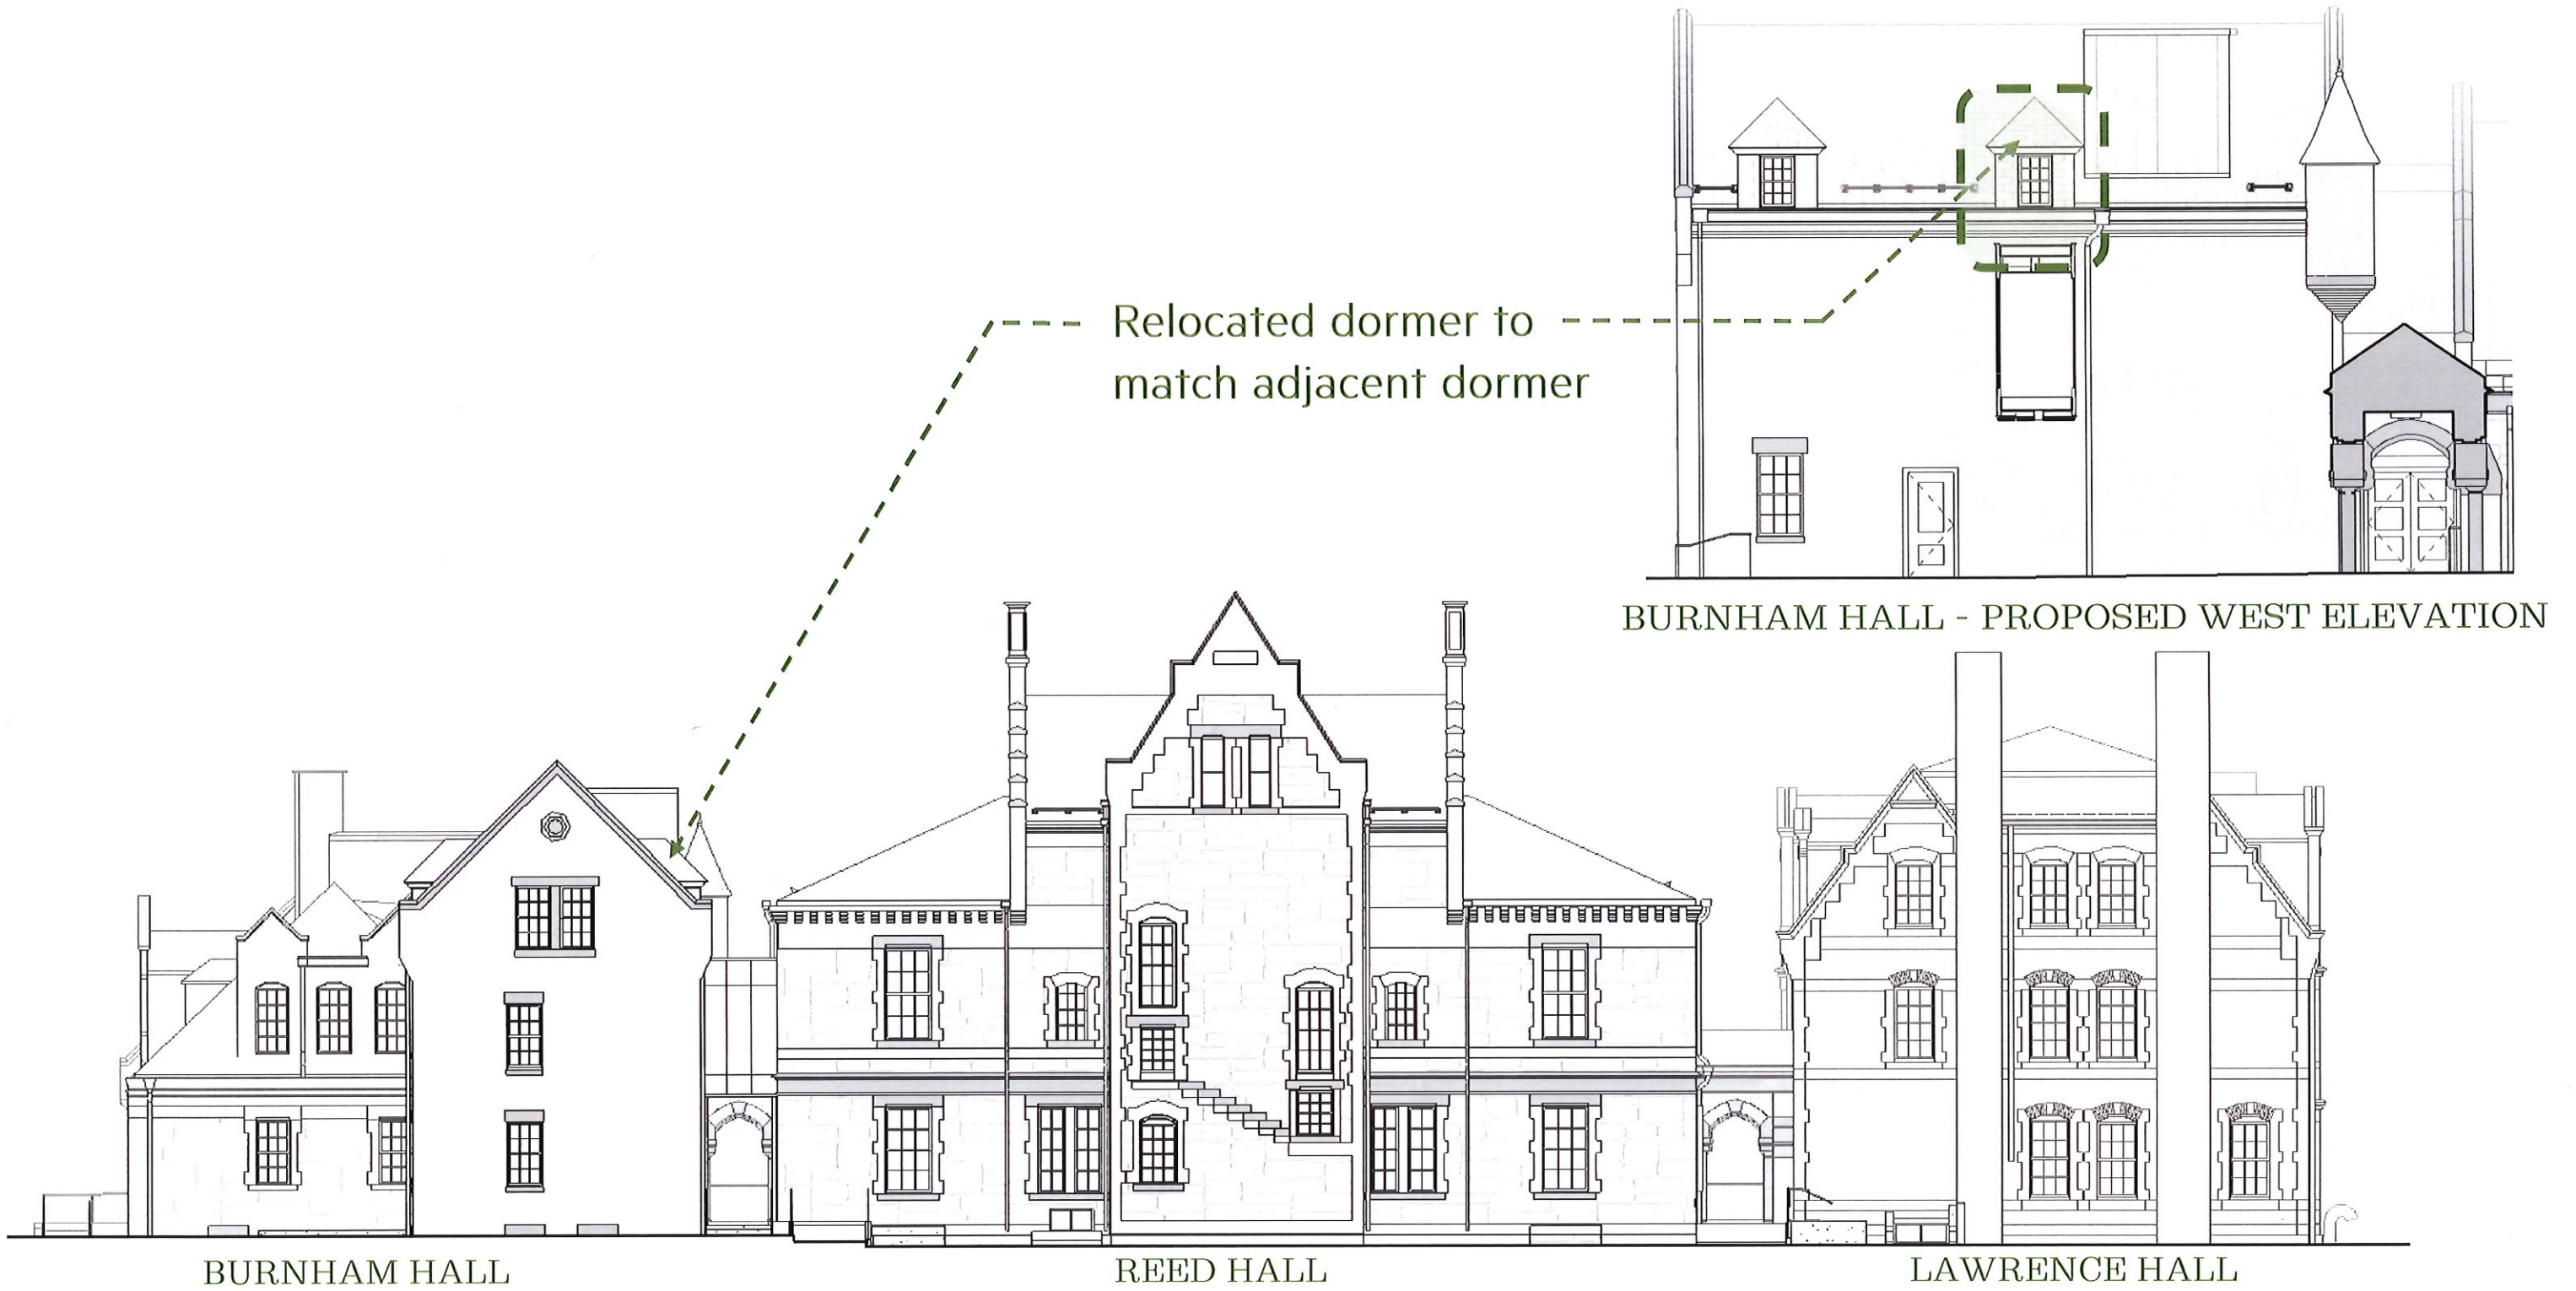 Relocated dormer to
match adjacent dormer
BURNHAM HALL - PROPOSED WEST ELEVATION
BURNHAM HALL
REED HALL
LAWRENCE HALL